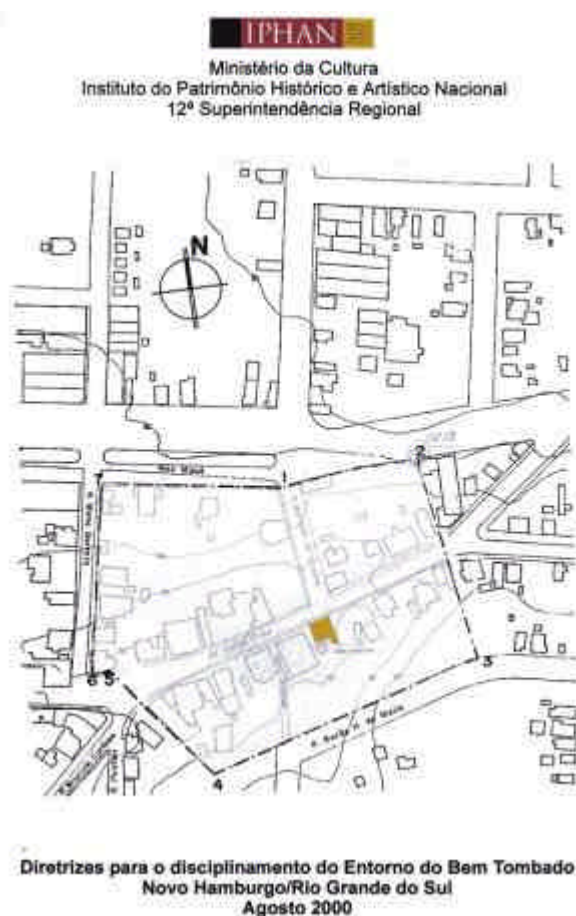 IPHAN
Ministério da Cultura
Instituto do Patrimônio Histórico e Artístico Nacional
12ª Superintendência Regional
N
2
1
3
6 5
4
Diretrizes para o disciplinamento do Entorno do Bem Tombado
Novo Hamburgo/Rio Grande do Sul
Agosto 2000